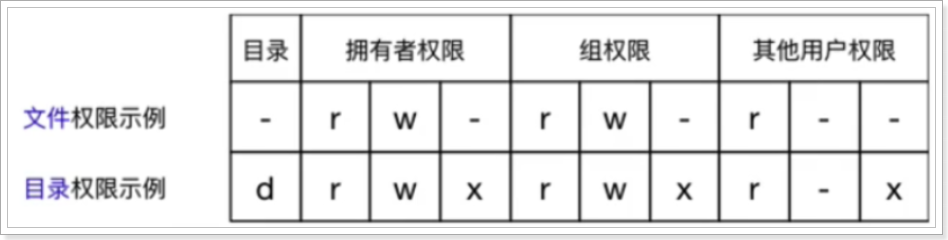 目录 拥有者权限 组权限 其他用户权限
文件权限示例 - r w - r w - r - -
目录权限示例 d r w x r w x r - x